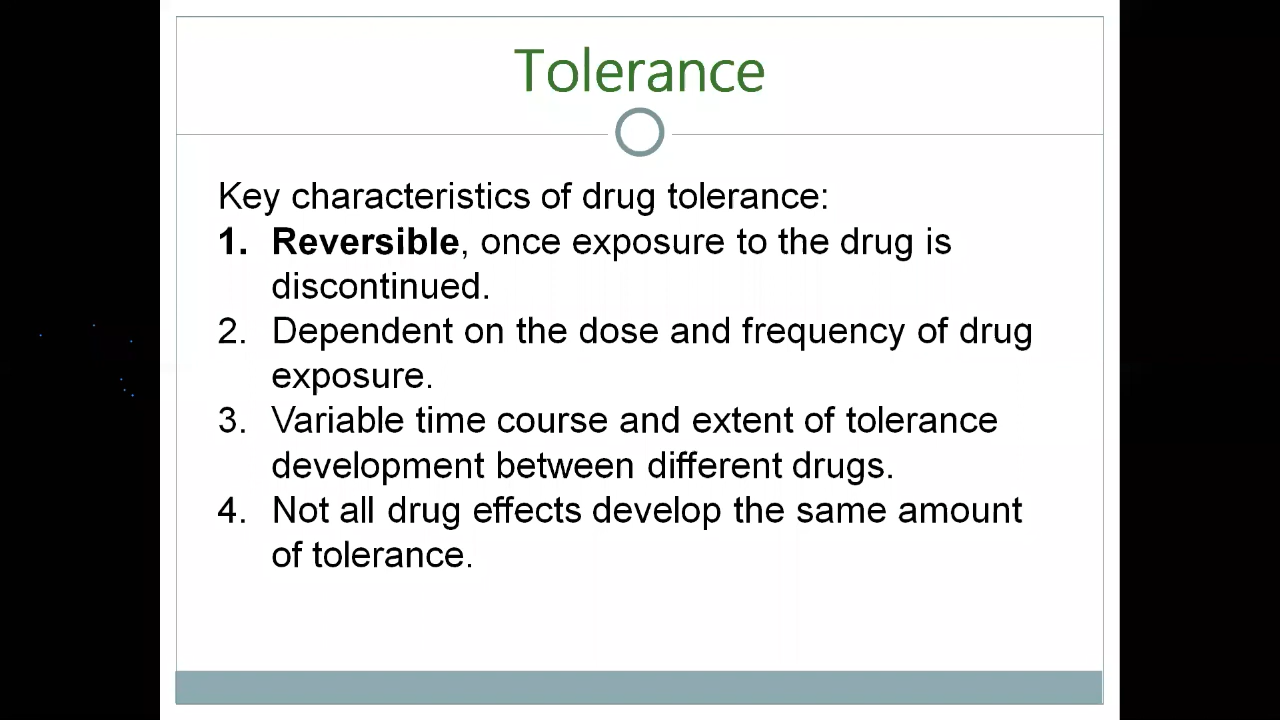 Tolerance
Key characteristics of drug tolerance:
1. Reversible, once exposure to the drug is
discontinued.
2. Dependent on the dose and frequency of drug
exposure.
3. Variable time course and extent of tolerance
development between different drugs.
4. Not all drug effects develop the same amount
of tolerance.